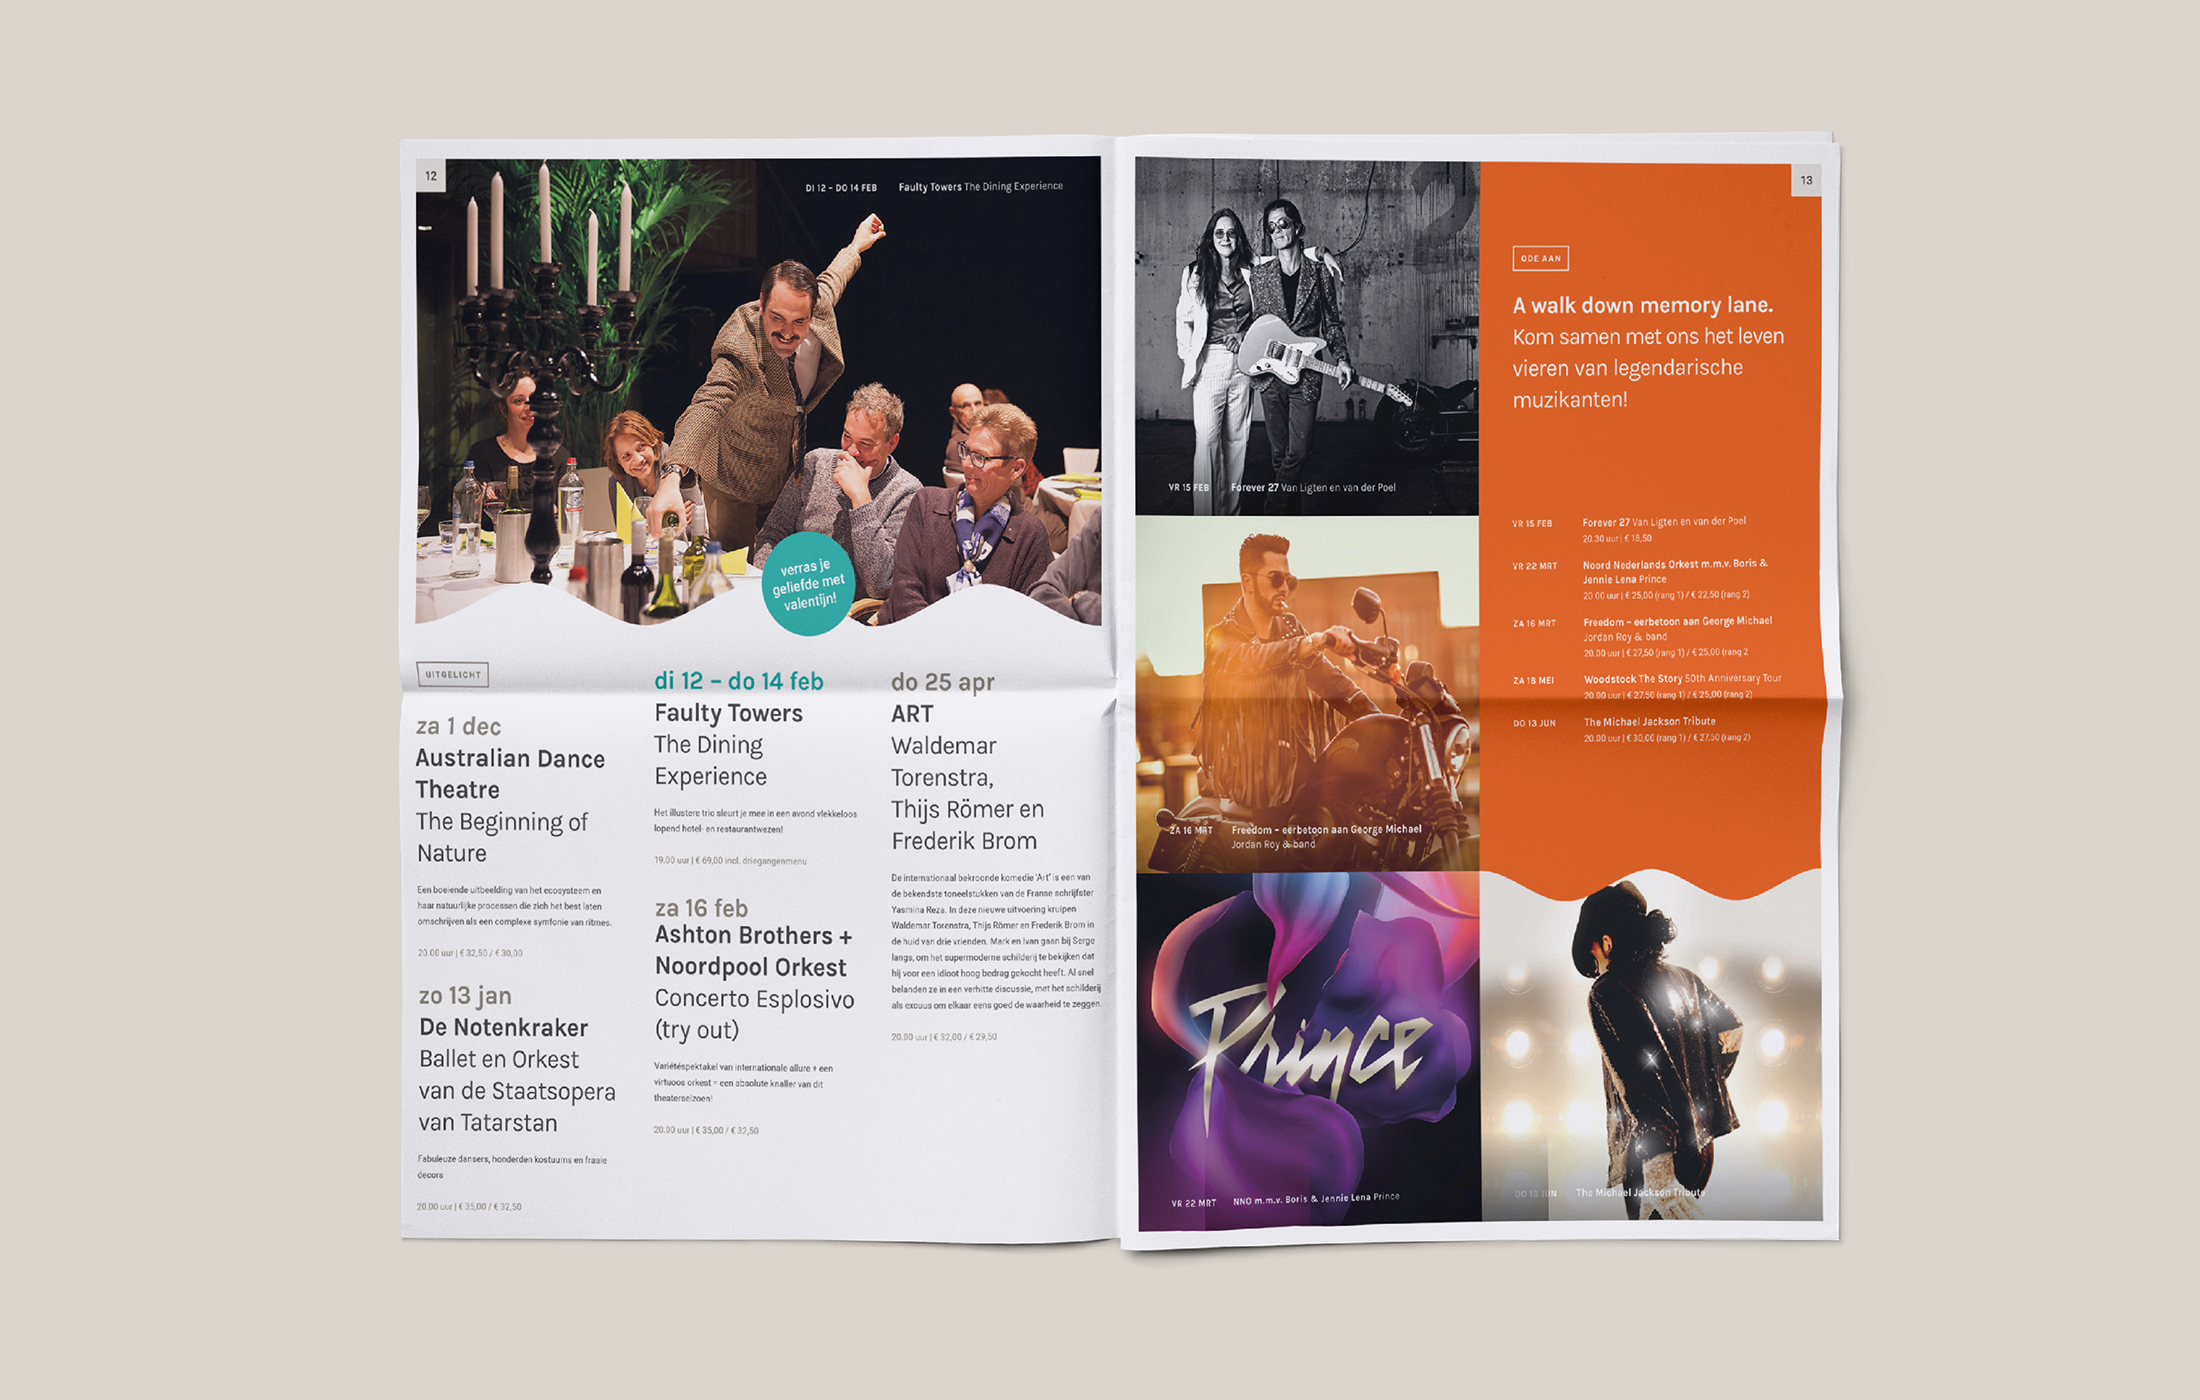 12
DI 12 – DO 14 FEB Faulty Towers The Dining Experience
verras je
geliefde met
valentijn!
UITGELICHT
za 1 dec
Australian Dance
Theatre
The Beginning of
Nature
Een boeiende uitbeelding van het ecosysteem en
haar natuurlijke processen die zich het best laten
omschrijven als een complexe symfonie van ritmes.
20.00 uur | € 32,50 / € 30,00
zo 13 jan
De Notenkraker
Ballet en Orkest
van de Staatsopera
van Tatarstan
Fabuleuze dansers, honderden kostuums en fraaie
decors
20.00 uur | € 35,00 / € 32,50
di 12 – do 14 feb
Faulty Towers
The Dining
Experience
Het illustere trio sleurt je mee in een avond vlekkeloos
lopend hotel- en restaurantwezen!
19.00 uur | € 69,00 incl. driegangenmenu
za 16 feb
Ashton Brothers +
Noordpool Orkest
Concerto Esplosivo
(try out)
Variétéspektakel van internationale allure + een
virtuoos orkest = een absolute knaller van dit
theaterseizoen!
20.00 uur | € 35,00 / € 32,50
do 25 apr
ART
Waldemar
Torenstra,
Thijs Römer en
Frederik Brom
De internationaal bekroonde komedie 'Art' is een van
de bekendste toneelstukken van de Franse schrijfster
Yasmina Reza. In deze nieuwe uitvoering kruipen
Waldemar Torenstra, Thijs Römer en Frederik Brom in
de huid van drie vrienden. Mark en Ivan gaan bij Serge
langs, om het supermoderne schilderij te bekijken dat
hij voor een idioot hoog bedrag gekocht heeft. Al snel
belanden ze in een verhitte discussie, met het schilderij
als excuus om elkaar eens goed de waarheid te zeggen.
20.00 uur | € 32,00 / € 29,50
VR 15 FEB Forever 27 Van Ligten en van der Poel
ZA 16 MRT Freedom – eerbetoon aan George Michael
Jordan Roy & band
Prince
VR 22 MRT NNO m.m.v. Boris & Jennie Lena Prince
13
ODE AAN
A walk down memory lane.
Kom samen met ons het leven
vieren van legendarische
muzikanten!
VR 15 FEB Forever 27 Van Ligten en van der Poel
20.30 uur | € 18,50
VR 22 MRT Noord Nederlands Orkest m.m.v. Boris &
Jennie Lena Prince
20.00 uur | € 25,00 (rang 1) / € 22,50 (rang 2)
ZA 16 MRT Freedom – eerbetoon aan George Michael
Jordan Roy & band
20.00 uur | € 27,50 (rang 1) / € 25,00 (rang 2
ZA 18 MEI Woodstock The Story 50th Anniversary Tour
20.00 uur | € 27,50 (rang 1) / € 25,00 (rang 2)
DO 13 JUN The Michael Jackson Tribute
20.00 uur | € 30,00 (rang 1) / € 27,50 (rang 2)
DO 13 JUN The Michael Jackson Tribute